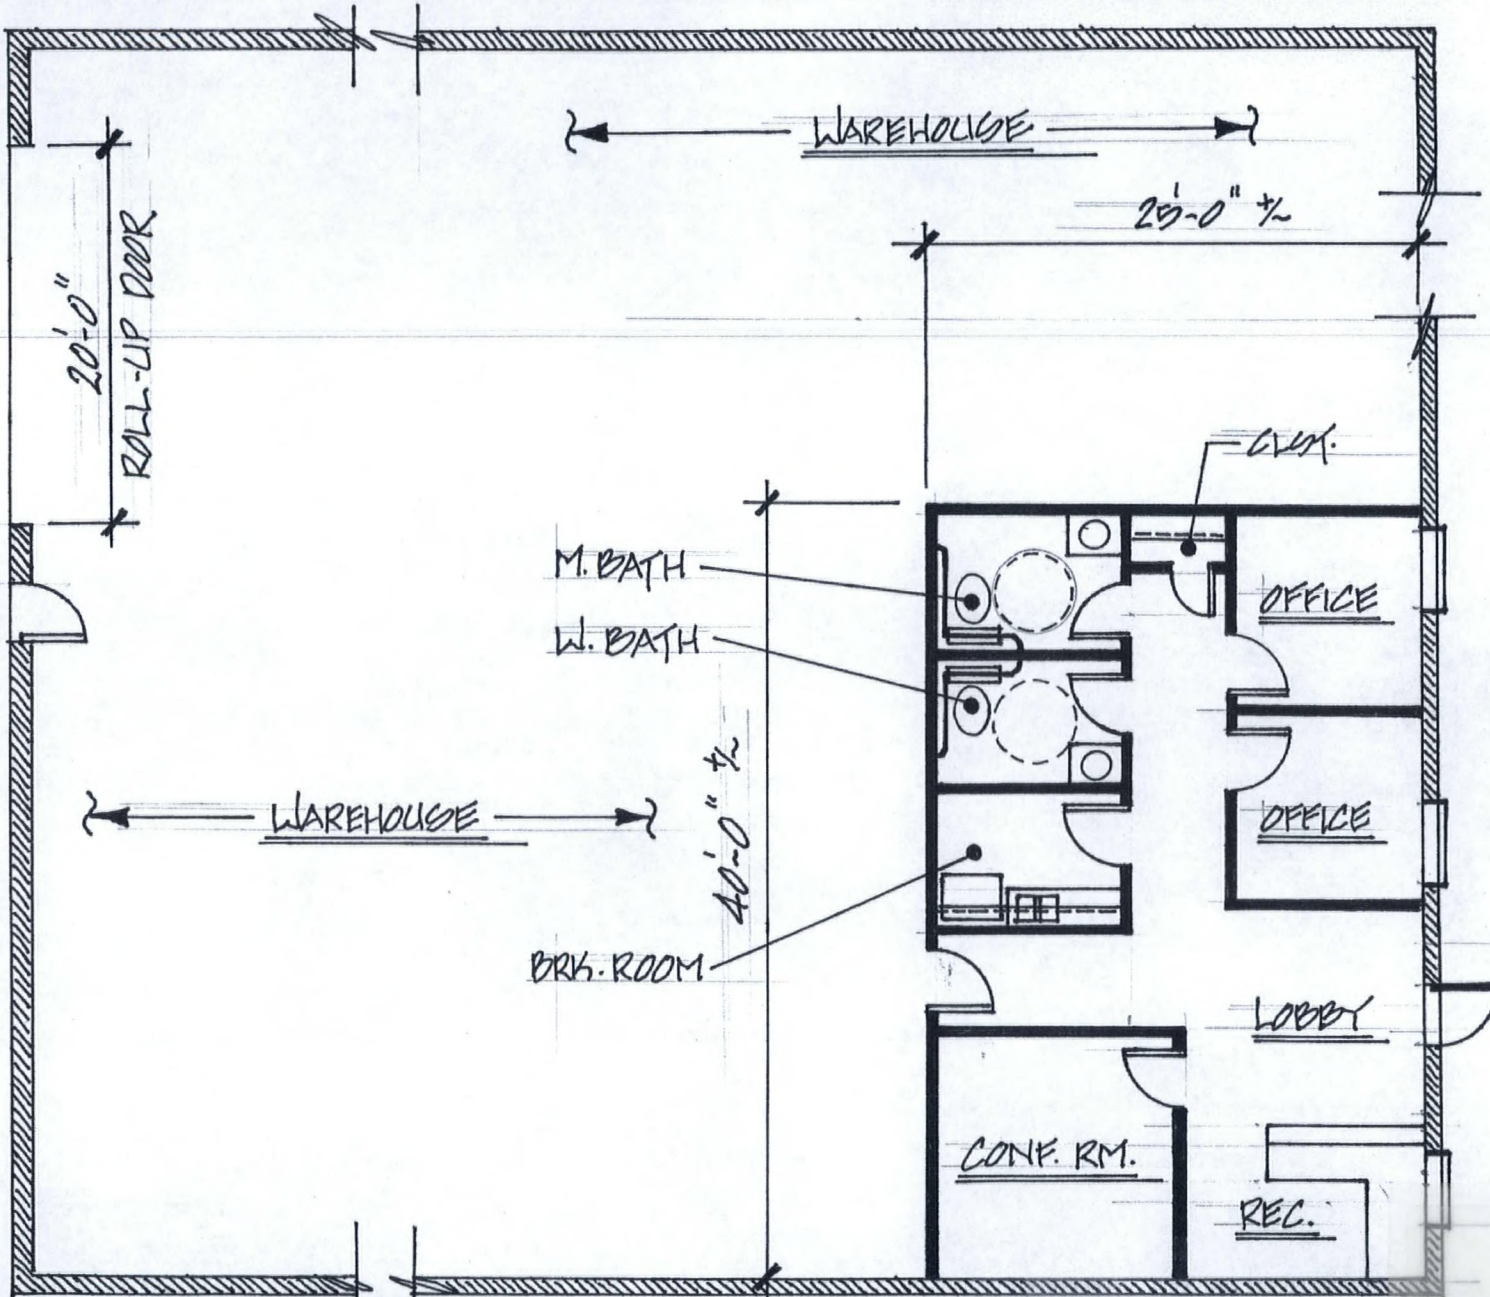 WAREHOUSE
25'-0" +/-
20'-0"
ROLL-UP DOOR
CLST.
M. BATH
OFFICE
W. BATH
40'-0" +/-
WAREHOUSE
OFFICE
BRK. ROOM
LOBBY
CONF. RM.
REC.